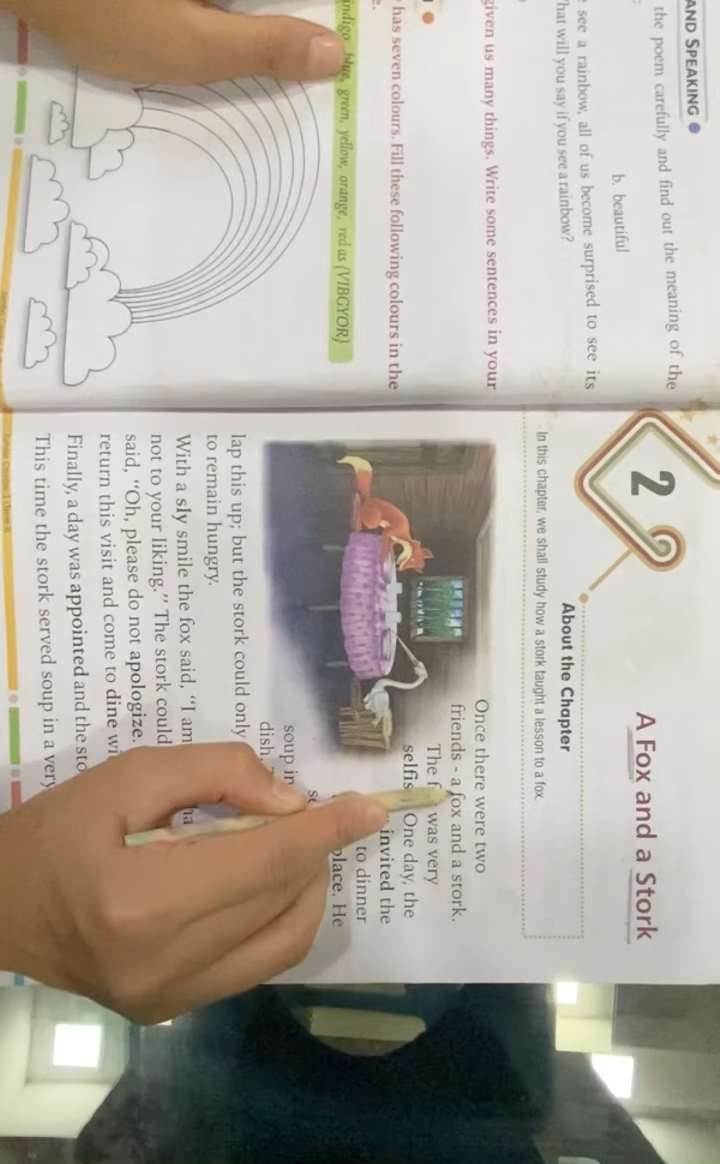 AND SPEAKING
the poem carefully and find out the meaning of the
b. beautiful
see a rainbow, all of us become surprised to see its
hat will you say if you see a rainbow?
given us many things. Write some sentences in your
has seven colours. Fill these following colours in the
indigo, blue, green, yellow, orange, red as (VIBGYOR)
2
A Fox and a Stork
About the Chapter
In this chapter, we shall study how a stork taught a lesson to a fox.
Once there were two
friends - a fox and a stork.
The was very
One day, the
invited the
to dinner
place. He
soup in
dish.
lap this up; but the stork could only
to remain hungry.
With a sly smile the fox said, "I am
not to your liking." The stork could
said, "Oh, please do not apologize.
return this visit and come to dine
Finally, a day was appointed and the
This time the stork served soup in a very